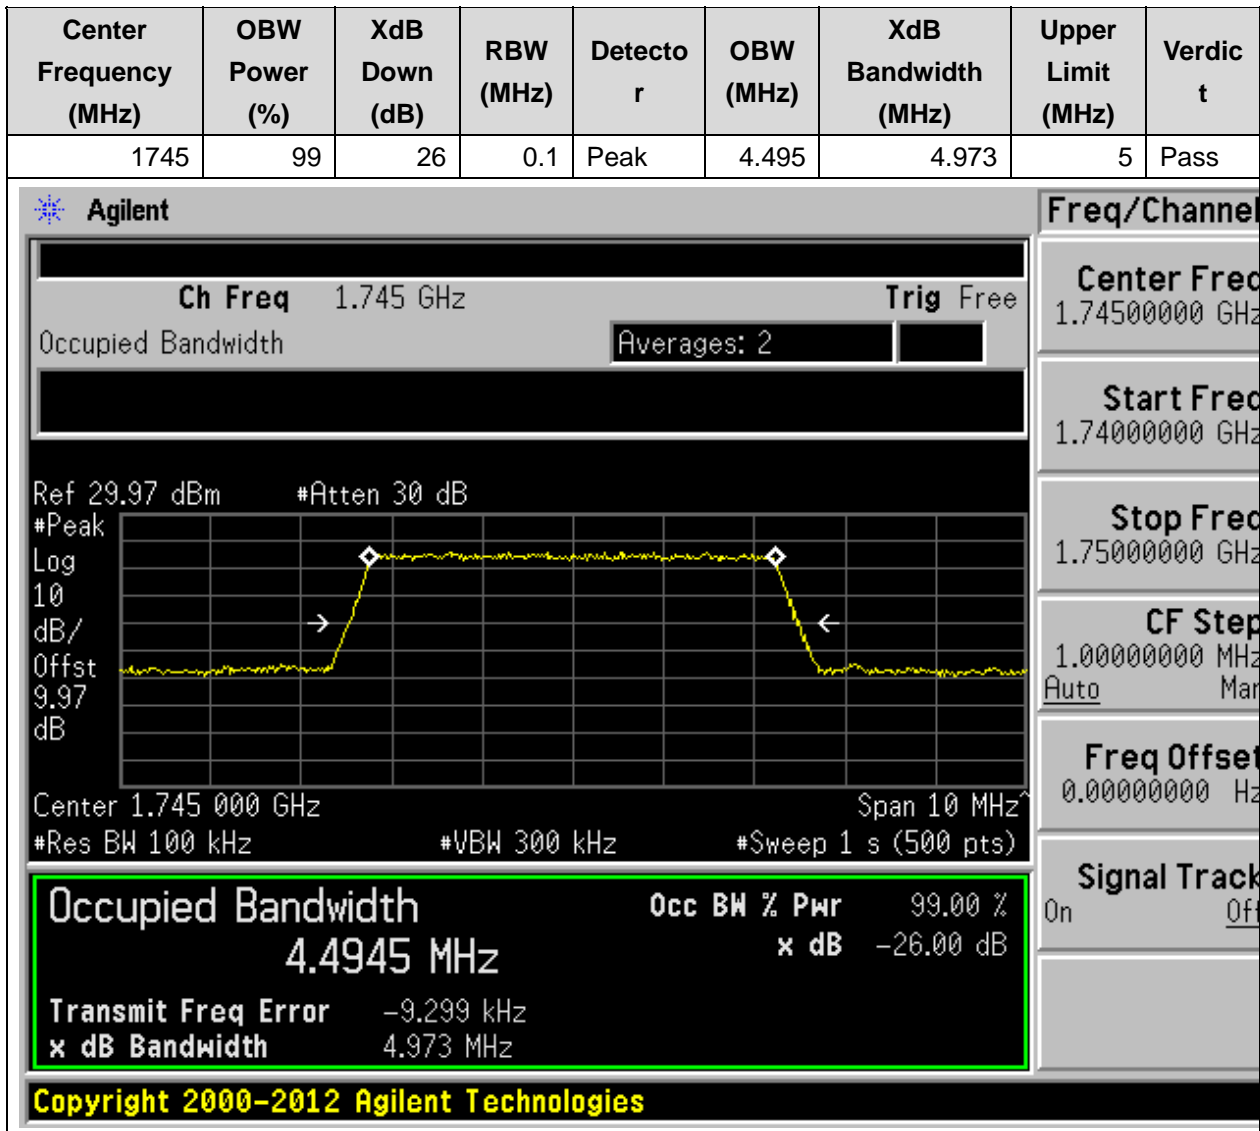 Center Frequency (MHz) OBW Power (%) XdB Down (dB) RBW (MHz) Detecto r OBW (MHz) XdB Bandwidth (MHz) Upper Limit (MHz) Verdic t
1745 99 26 0.1 Peak 4.495 4.973 5 Pass
Agilent
Freq/Channel
Ch Freq 1.745 GHz Trig Free
Occupied Bandwidth Averages: 2
Center Freq
1.74500000 GHz
Start Freq
1.74000000 GHz
Stop Freq
1.75000000 GHz
CF Step
1.00000000 MHz
Auto Man
Freq Offset
0.00000000 Hz
Signal Track
On Off
Ref 29.97 dBm #Atten 30 dB
#Peak
Log
10
dB/
Offst
9.97
dB
Center 1.745 000 GHz Span 10 MHz^
#Res BW 100 kHz #VBW 300 kHz #Sweep 1 s (500 pts)
Occupied Bandwidth Occ BW % Pwr 99.00 %
4.4945 MHz x dB -26.00 dB
Transmit Freq Error -9.299 kHz
x dB Bandwidth 4.973 MHz
Copyright 2000-2012 Agilent Technologies